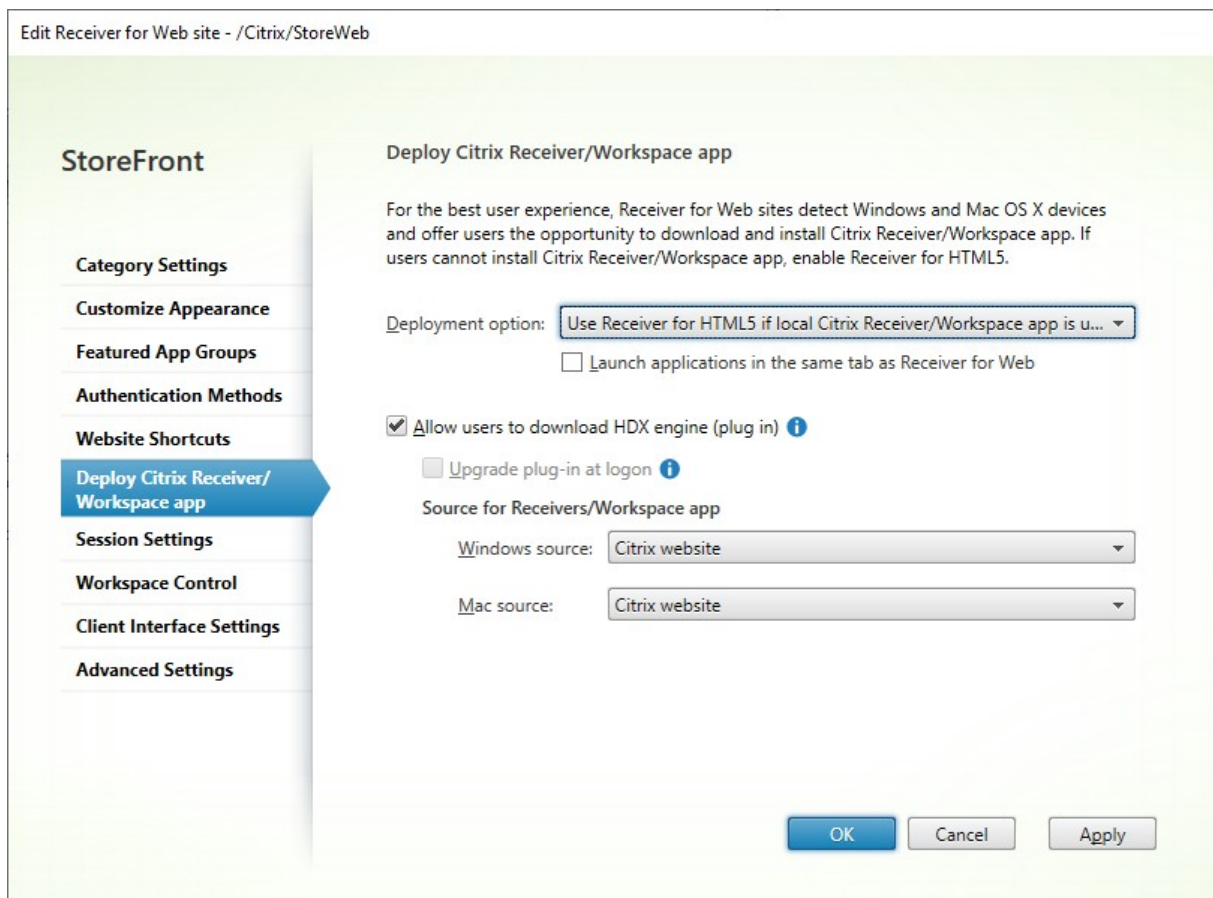 Edit Receiver for Web site - /Citrix/StoreWeb
StoreFront
Category Settings
Customize Appearance
Featured App Groups
Authentication Methods
Website Shortcuts
Deploy Citrix Receiver/
Workspace app
Session Settings
Workspace Control
Client Interface Settings
Advanced Settings
Deploy Citrix Receiver/Workspace app
For the best user experience, Receiver for Web sites detect Windows and Mac OS X devices
and offer users the opportunity to download and install Citrix Receiver/Workspace app. If
users cannot install Citrix Receiver/Workspace app, enable Receiver for HTML5.
Deployment option: Use Receiver for HTML5 if local Citrix Receiver/Workspace app is u...
Launch applications in the same tab as Receiver for Web
Allow users to download HDX engine (plug in)
Upgrade plug-in at logon
Source for Receivers/Workspace app
Windows source: Citrix website
Mac source: Citrix website
OK Cancel Apply